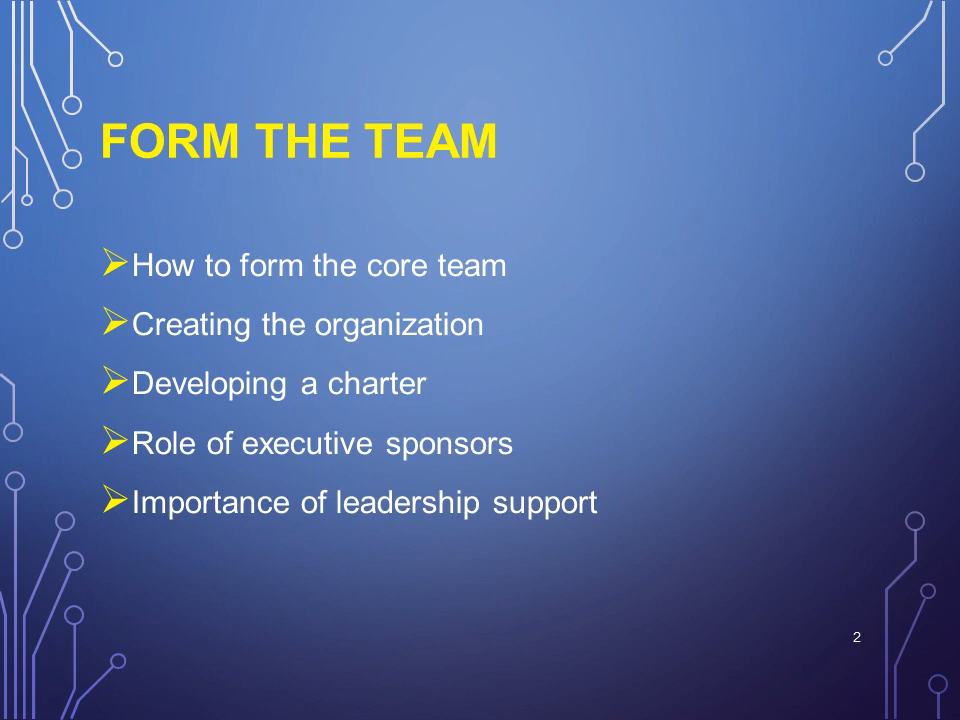 FORM THE TEAM
How to form the core team
Creating the organization
Developing a charter
Role of executive sponsors
Importance of leadership support
2